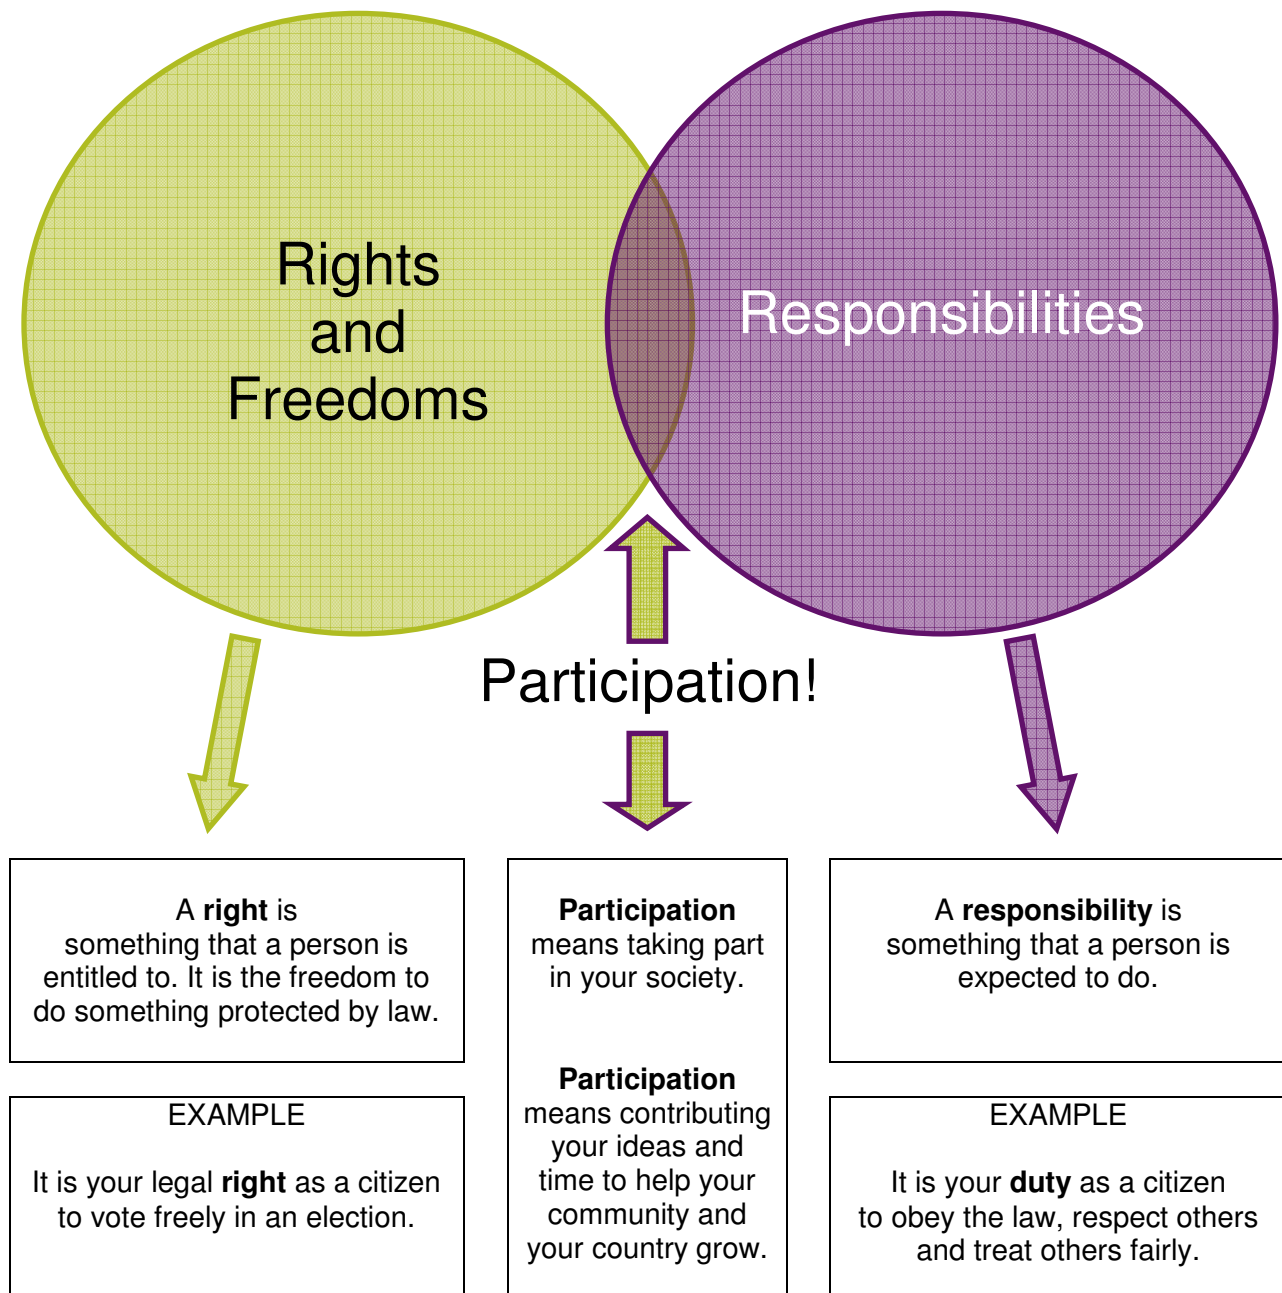 Rights
and
Freedoms
Responsibilities
Participation!
A right is
something that a person is
entitled to. It is the freedom to
do something protected by law.
EXAMPLE
It is your legal right as a citizen
to vote freely in an election.
Participation
means taking part
in your society.
Participation
means contributing
your ideas and
time to help your
community and
your country grow.
A responsibility is
something that a person is
expected to do.
EXAMPLE
It is your duty as a citizen
to obey the law, respect others
and treat others fairly.